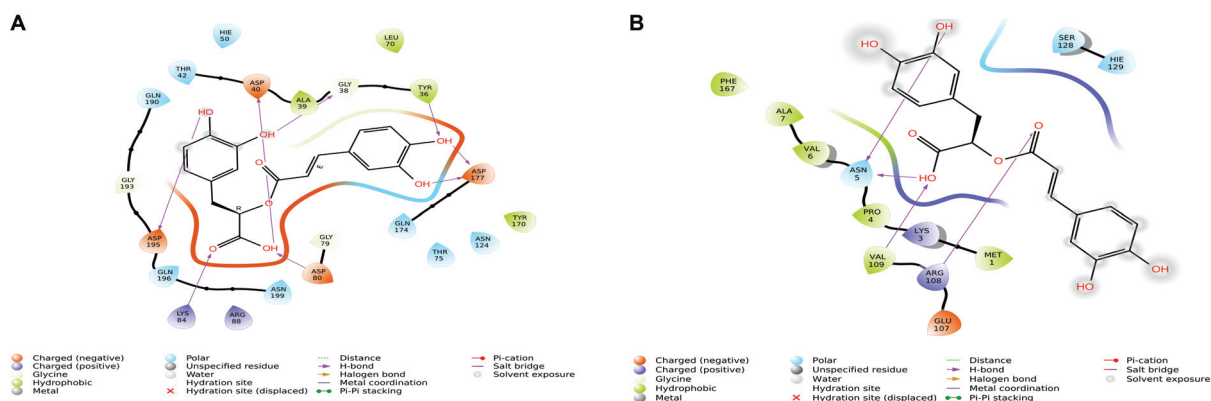 A
HIE
50
LEU
70
THR
42
ASP
40
ALA
39
GLY
38
TYR
36
GLN
190
HO
OH
OH
O
E
OH
ASP
177
GLY
193
R
O
TYR
170
GLN
174
ASN
124
THR
75
ASP
195
O
OH
GLY
79
ASP
80
GLN
196
ASN
199
LYS
84
ARG
88
Charged (negative)
Charged (positive)
Glycine
Hydrophobic
Metal
Polar
Unspecified residue
Water
Hydration site
Hydration site (displaced)
Distance
H-bond
Halogen bond
Metal coordination
Pi-Pi stacking
Pi-cation
Salt bridge
Solvent exposure
B
OH
HO
SER
128
HIE
129
PHE
167
ALA
7
VAL
6
ASN
5
O
HO
O
O
PRO
4
LYS
3
VAL
109
ARG
108
MET
1
GLU
107
HO
OH
Charged (negative)
Charged (positive)
Glycine
Hydrophobic
Metal
Polar
Unspecified residue
Water
Hydration site
Hydration site (displaced)
Distance
H-bond
Halogen bond
Metal coordination
Pi-Pi stacking
Pi-cation
Salt bridge
Solvent exposure